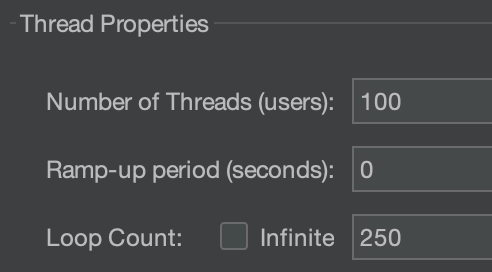 Thread Properties
Number of Threads (users): 100
Ramp-up period (seconds): 0
Loop Count: Infinite 250